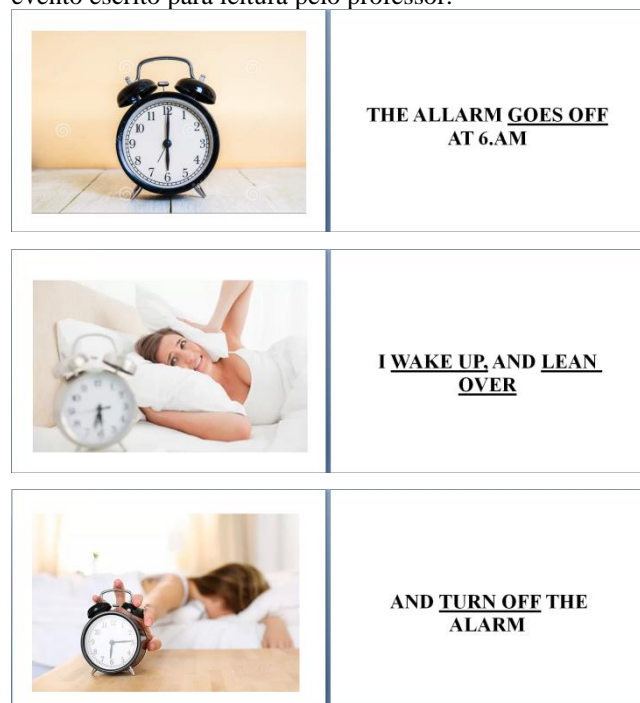 evento escrito para leitura pelo professor.
THE ALLARM GOES OFF
AT 6.AM
I WAKE UP, AND LEAN
OVER
AND TURN OFF THE
ALARM